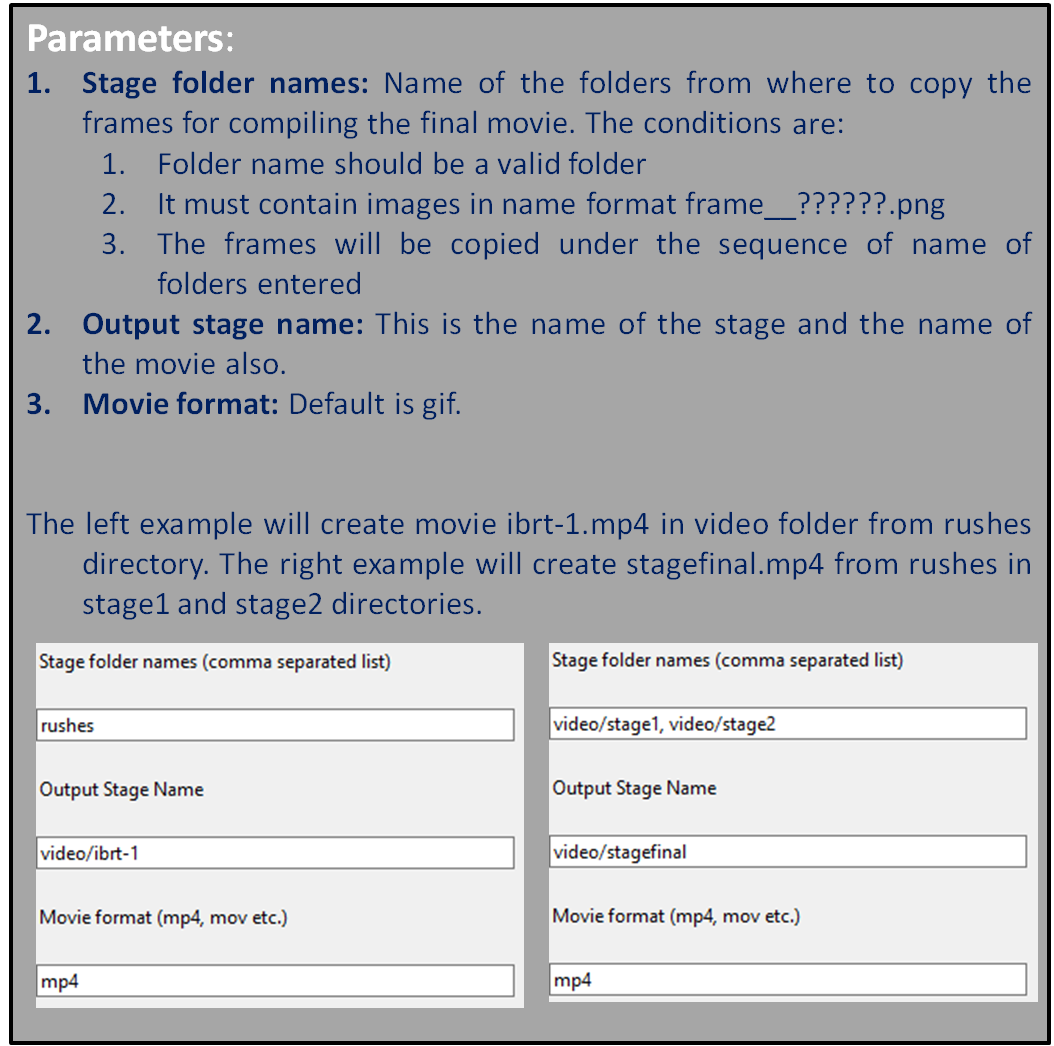 Parameters:
1. Stage folder names: Name of the folders from where to copy the
frames for compiling the final movie. The conditions are:
1. Folder name should be a valid folder
2. It must contain images in name format frame__??????.png
3. The frames will be copied under the sequence of name of
folders entered
2. Output stage name: This is the name of the stage and the name of
the movie also.
3. Movie format: Default is gif.
The left example will create movie ibrt-1.mp4 in video folder from rushes
directory. The right example will create stagefinal.mp4 from rushes in
stage1 and stage2 directories.
Stage folder names (comma separated list)
rushes
Output Stage Name
video/ibrt-1
Movie format (mp4, mov etc.)
mp4
Stage folder names (comma separated list)
video/stage1, video/stage2
Output Stage Name
video/stagefinal
Movie format (mp4, mov etc.)
mp4